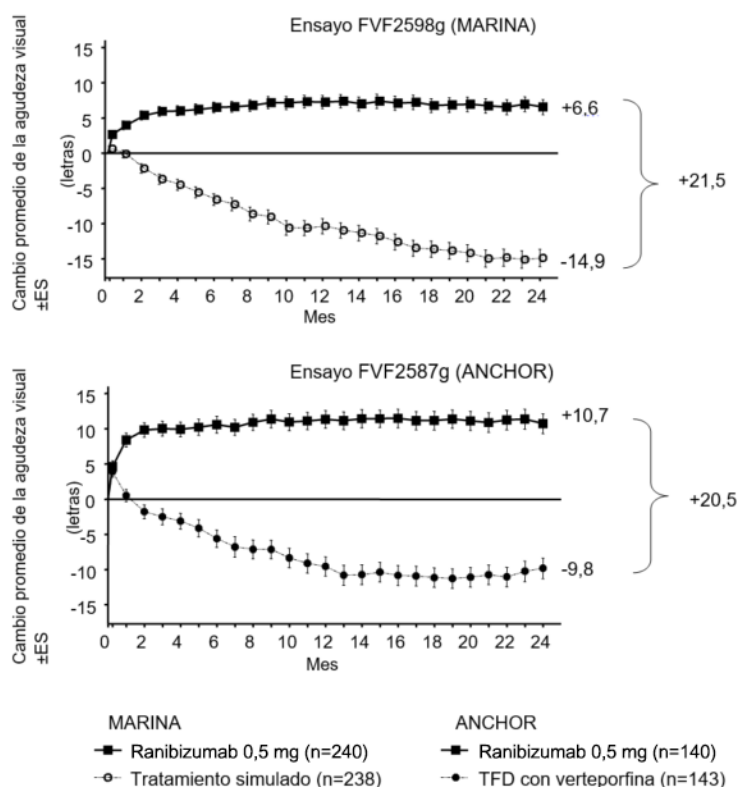 Ensayo FVF2598g (MARINA)
Cambio promedio de la agudeza visual
±ES
(letras)
15
10
5
0
-5
-10
-15
+6,6
+21,5
-14,9
0 2 4 6 8 10 12 14 16 18 20 22 24
Mes
Ensayo FVF2587g (ANCHOR)
Cambio promedio de la agudeza visual
±ES
(letras)
15
10
5
0
-5
-10
-15
+10,7
+20,5
-9,8
0 2 4 6 8 10 12 14 16 18 20 22 24
Mes
MARINA
Ranibizumab 0,5 mg (n=240)
Tratamiento simulado (n=238)
ANCHOR
Ranibizumab 0,5 mg (n=140)
TFD con verteporfina (n=143)